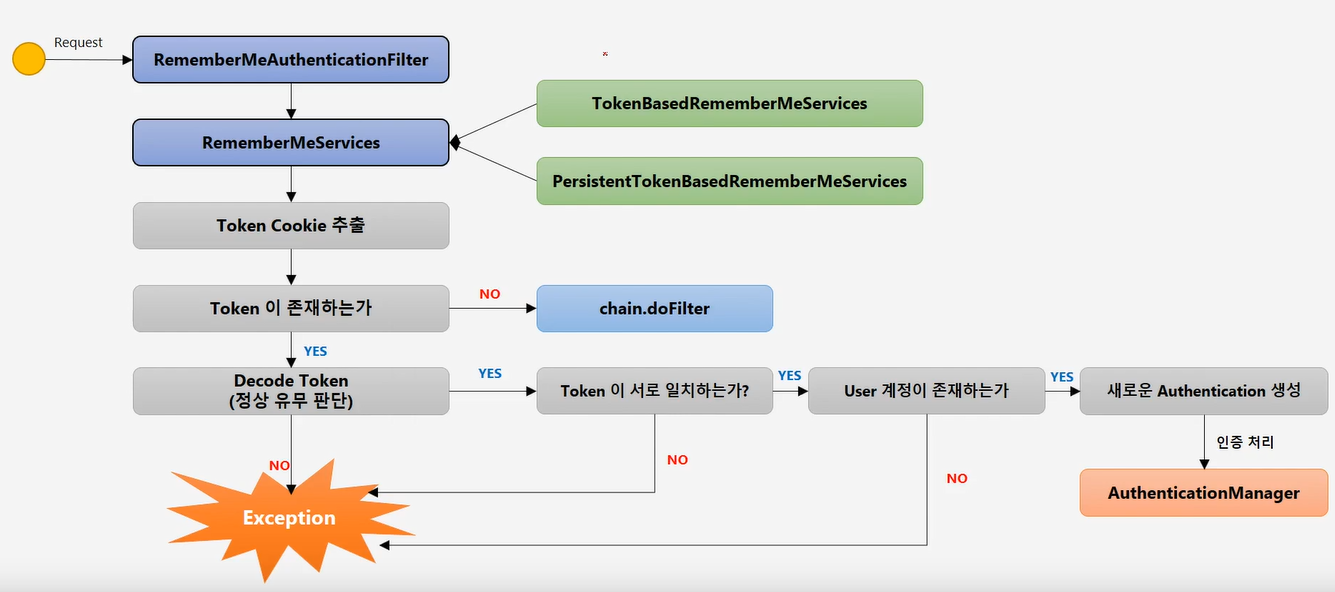 Request
RememberMeAuthenticationFilter
RememberMeServices
TokenBasedRememberMeServices
PersistentTokenBasedRememberMeServices
Token Cookie 추출
Token 이 존재하는가
NO
chain.doFilter
YES
Decode Token
(정상 유무 판단)
YES
Token 이 서로 일치하는가?
YES
User 계정이 존재하는가
YES
새로운 Authentication 생성
인증 처리
AuthenticationManager
NO
NO
NO
Exception